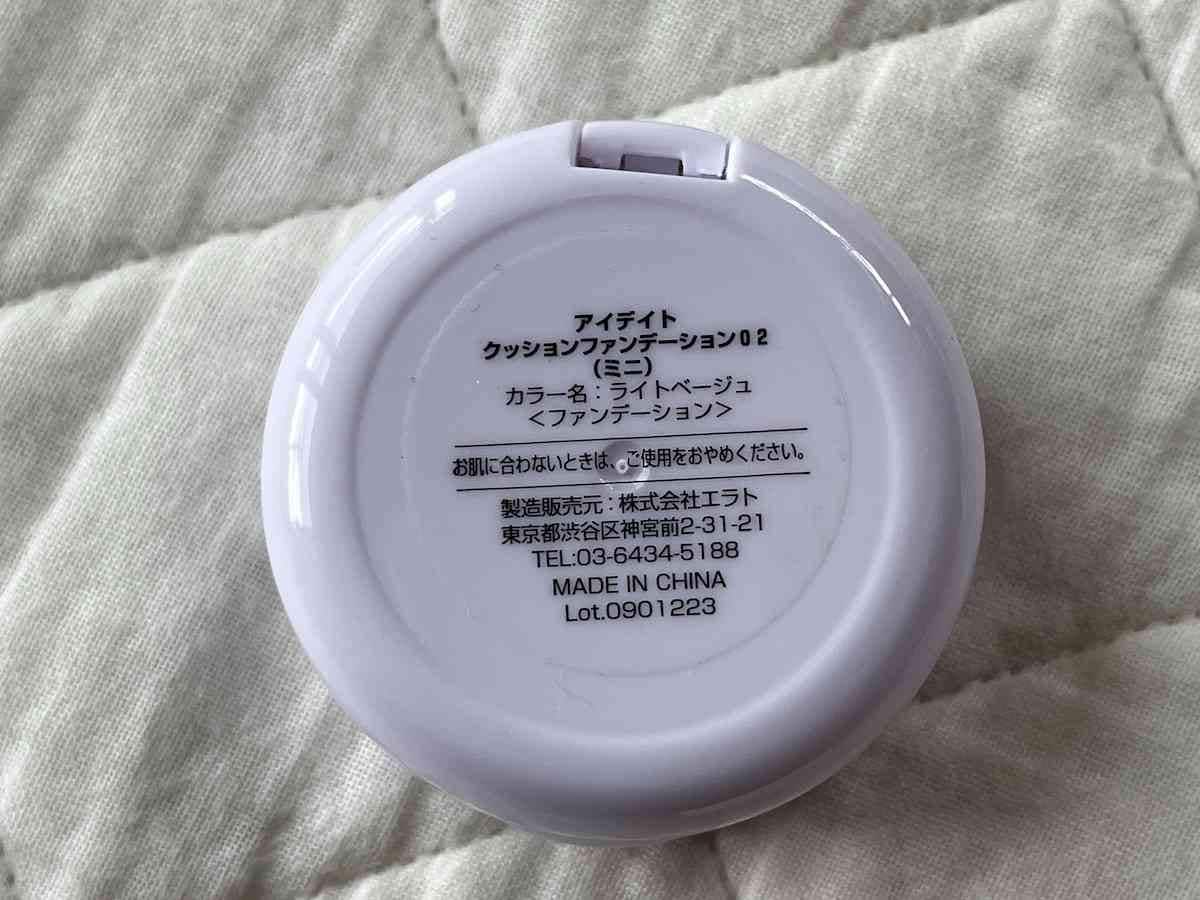 アイデイト
クッションファンデーション02
(ミニ)
カラー名:ライトベージュ
<ファンデーション>
お肌に合わないときは、ご使用をおやめください。
製造販売元:株式会社エラト
東京都渋谷区神宮前2-31-21
TEL:03-6434-5188
MADE IN CHINA
Lot.0901223